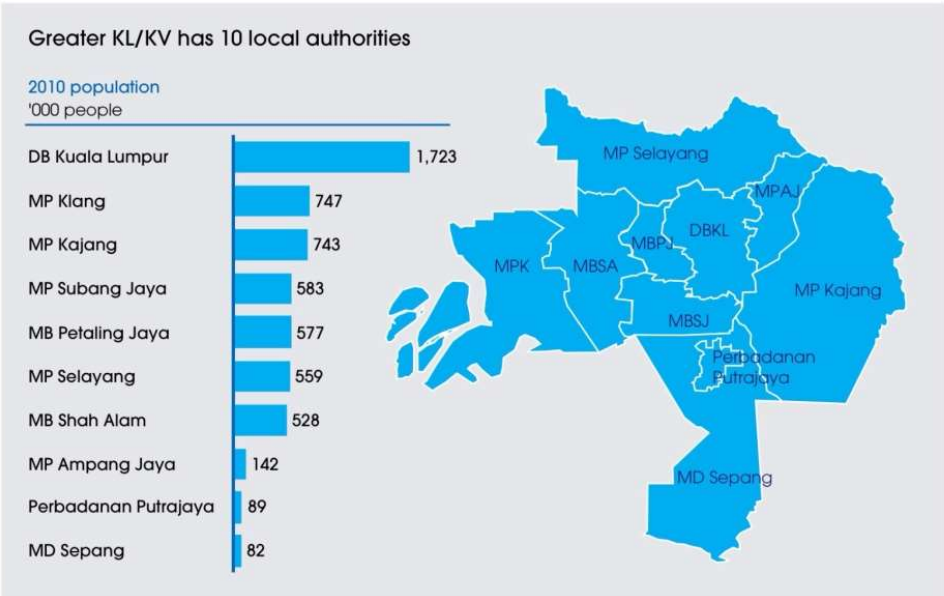 Greater KL/KV has 10 local authorities
2010 population
'000 people
DB Kuala Lumpur 1,723
MP Klang 747
MP Kajang 743
MP Subang Jaya 583
MB Petaling Jaya 577
MP Selayang 559
MB Shah Alam 528
MP Ampang Jaya 142
Perbadanan Putrajaya 89
MD Sepang 82
MP Selayang
MPAJ
DBKL
MBPJ
MPK
MBSA
MP Kajang
MBSJ
Perbadanan
Putrajaya
MD Sepang